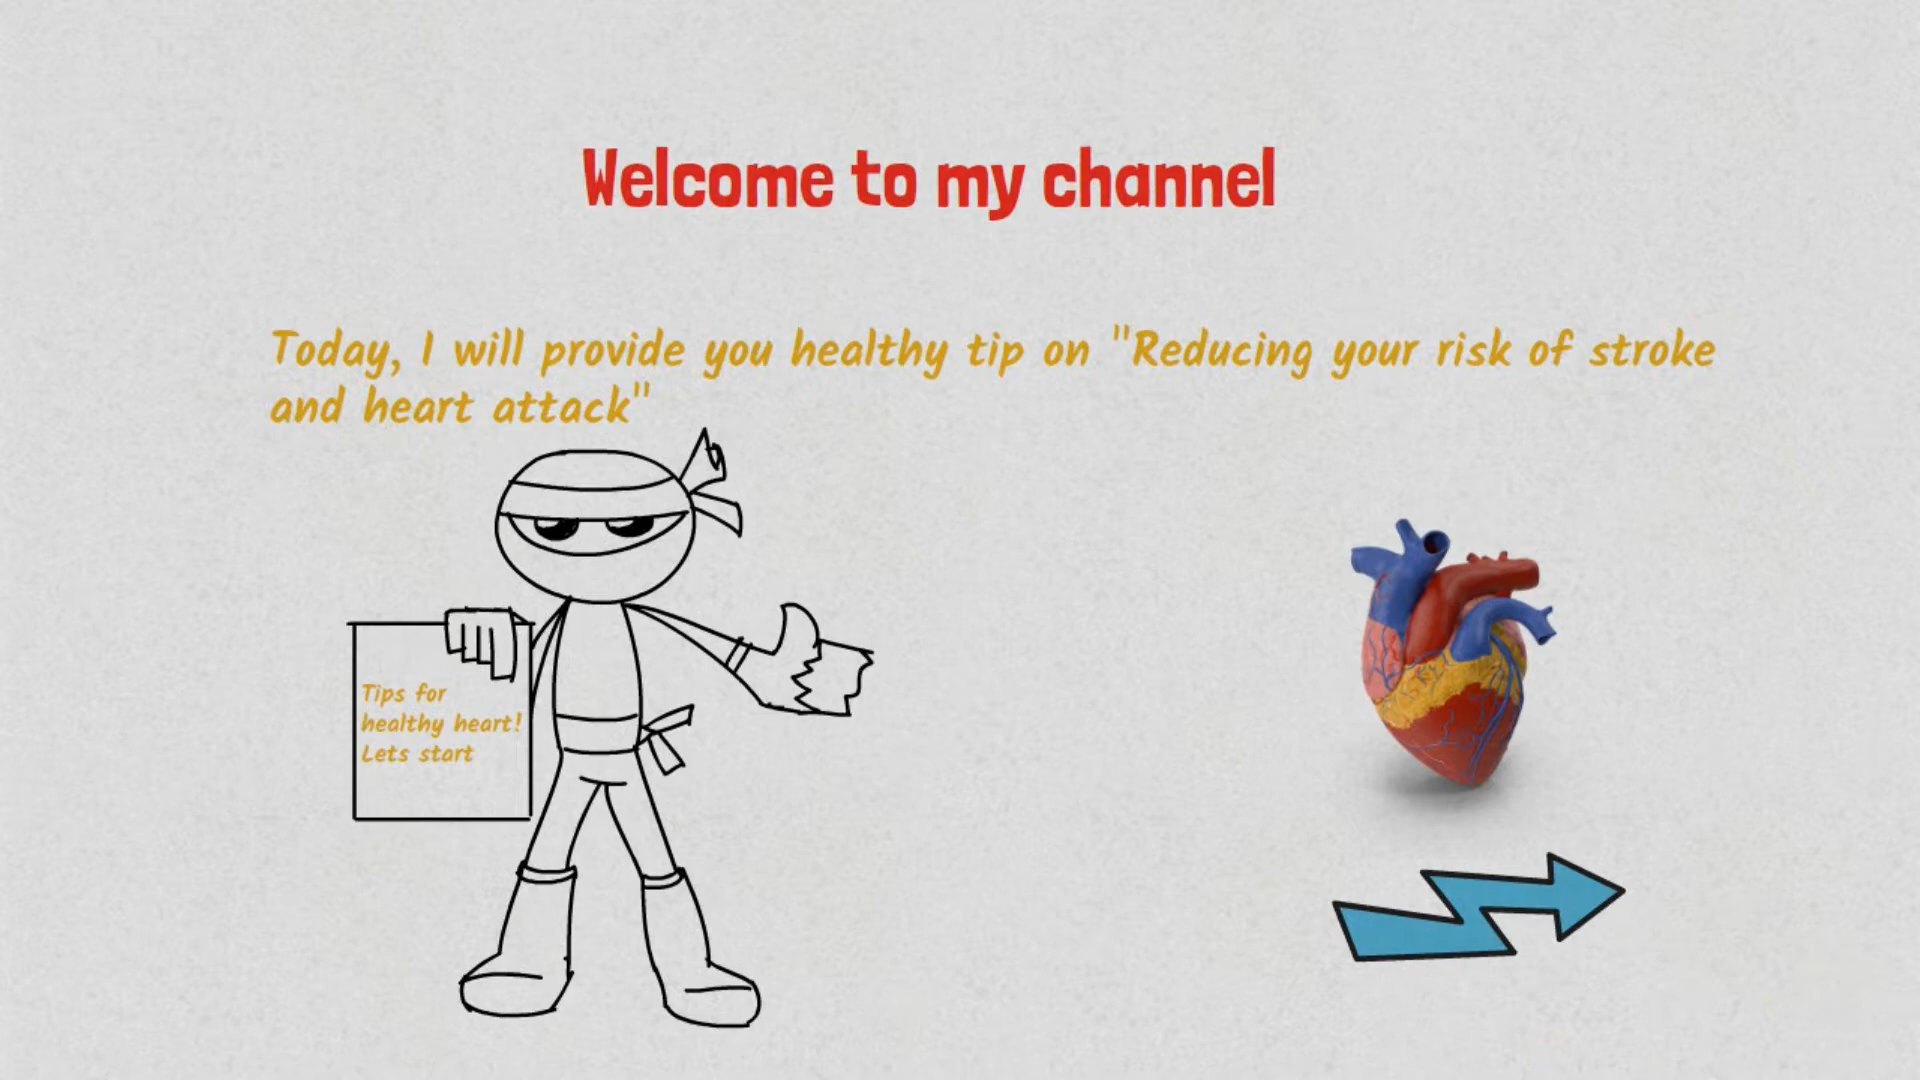 Welcome to my channel
Today, I will provide you healthy tip on "Reducing your risk of stroke
and heart attack"
Tips for
healthy heart!
Lets start